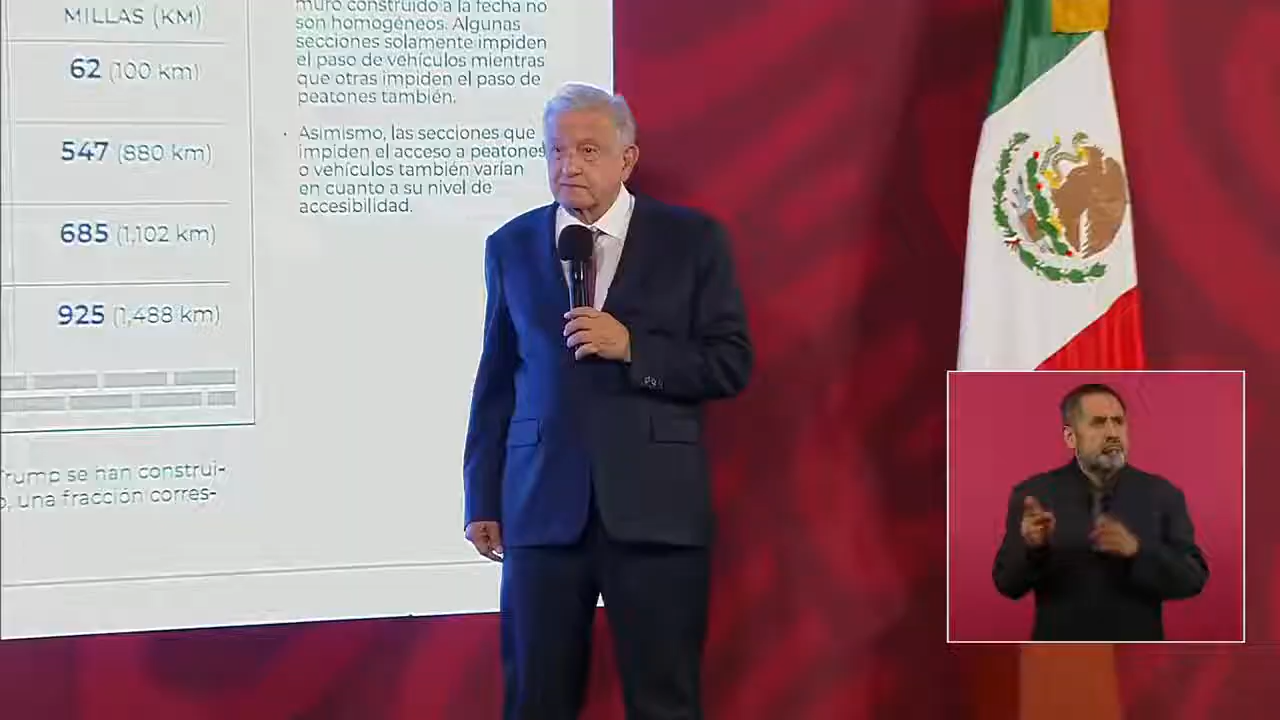 MILLAS (KM)
62 (100 km)
547 (880 km)
685 (1,102 km)
925 (1,488 km)
muro construido a la fecha no
son homogéneos. Algunas
secciones solamente impiden
el paso de vehículos mientras
que otras impiden el paso de
peatones también.
· Asimismo, las secciones que
impiden el acceso a peatones
o vehículos también varían
en cuanto a su nivel de
accesibilidad.
Trump se han construi-
o, una fracción corres-